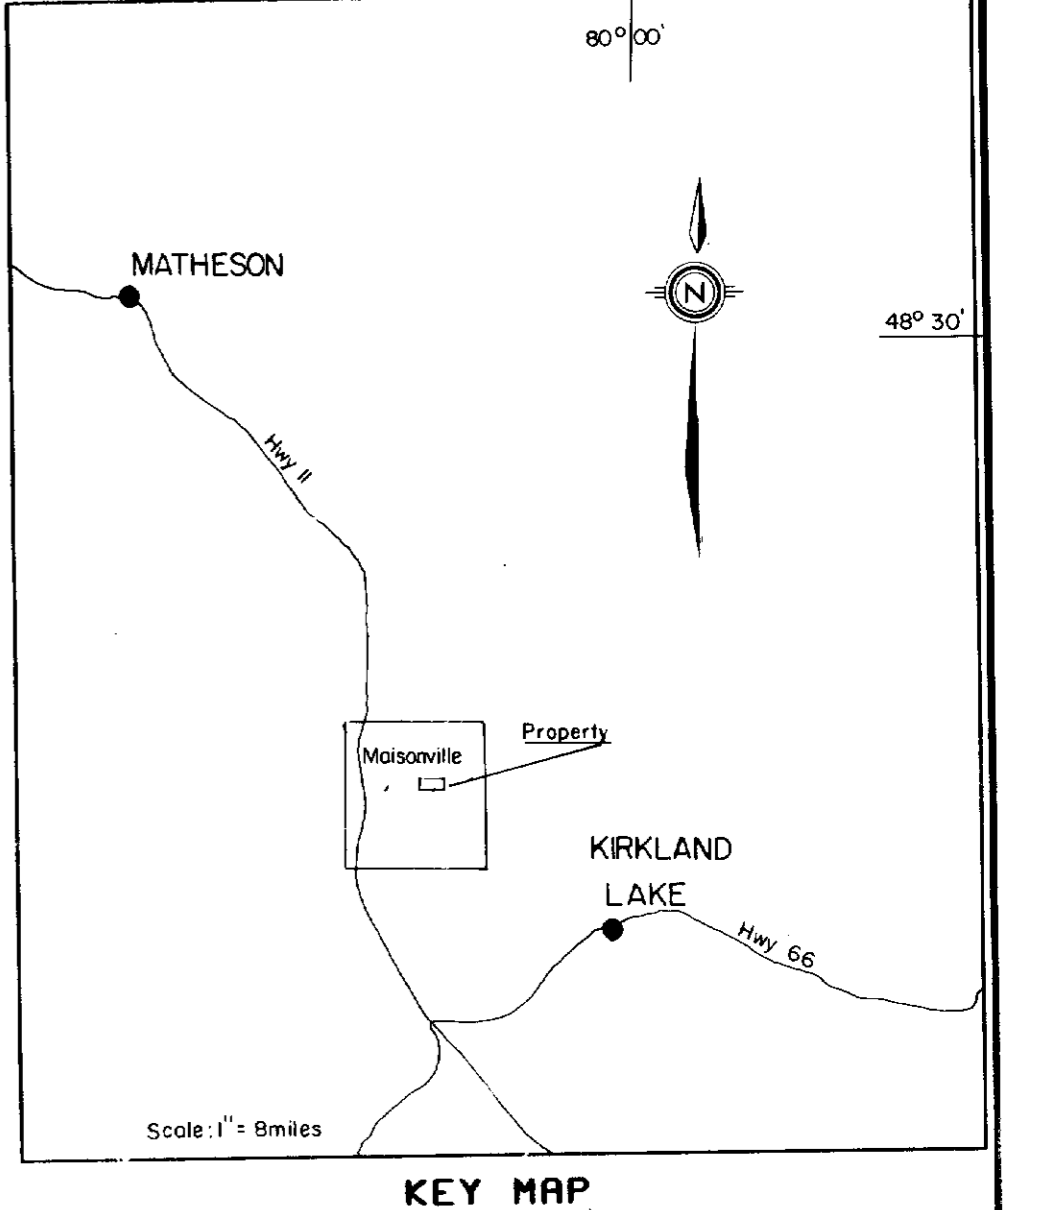 80° 00'
MATHESON
N
48° 30'
Hwy 11
Property
Maisonville
KIRKLAND
LAKE
Hwy 66
Scale: 1" = 8miles
KEY MAP